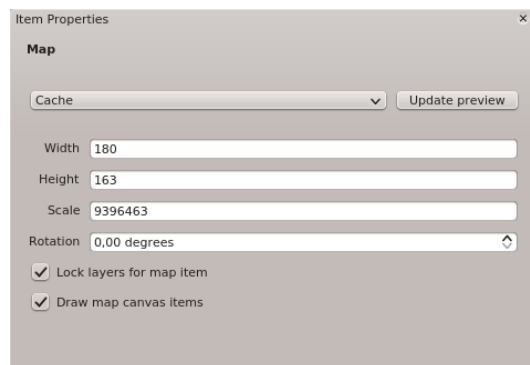 Item Properties
Map
Cache Update preview
Width 180
Height 163
Scale 9396463
Rotation 0,00 degrees
Lock layers for map item
Draw map canvas items